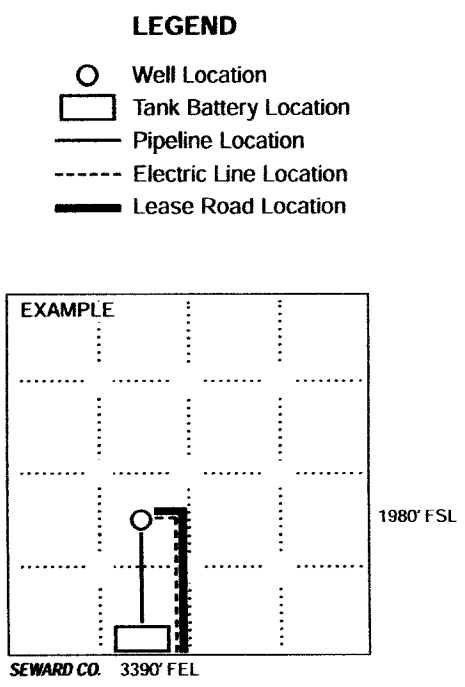 LEGEND
Well Location
Tank Battery Location
Pipeline Location
Electric Line Location
Lease Road Location
EXAMPLE
1980' FSL
SEWARD CO. 3390' FEL